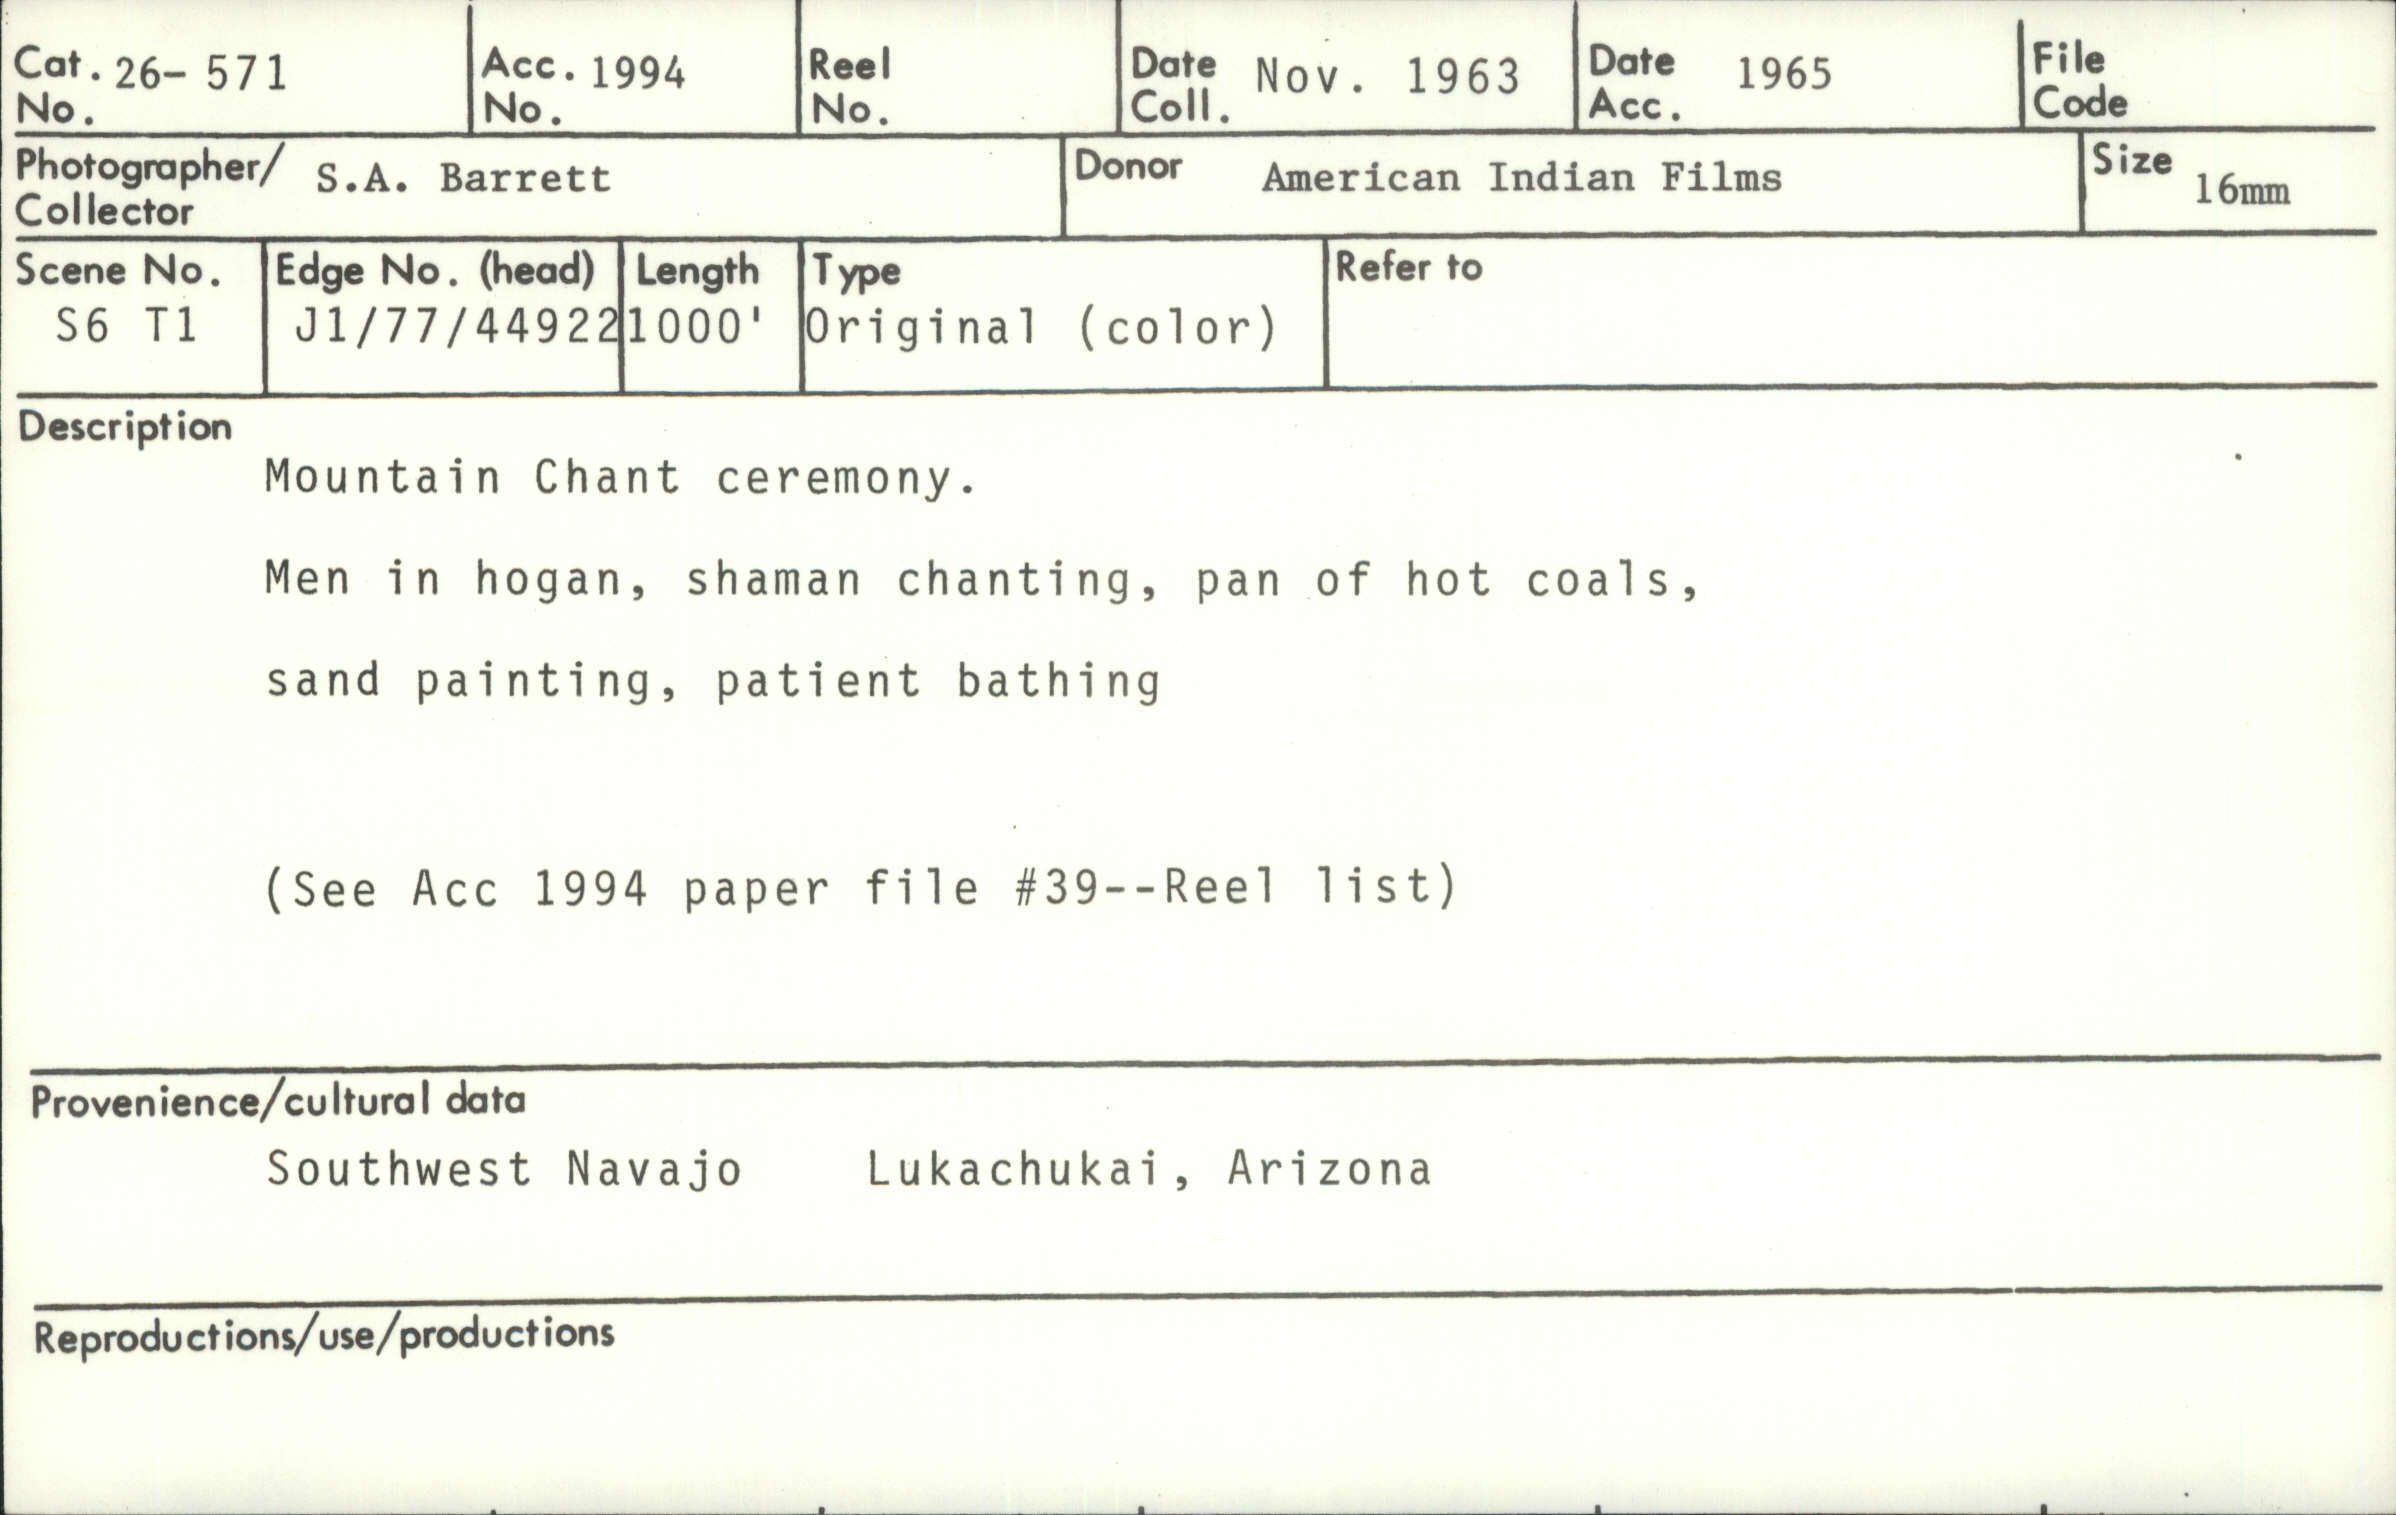 Cat. No. 26- 571
Acc. No. 1994
Reel No.
Date Coll. Nov. 1963
Date Acc. 1965
File Code
Photographer/ Collector S.A. Barrett
Donor American Indian Films
Size 16mm
Scene No. S6 T1
Edge No. (head) J1/77/44922
Length 1000'
Type Original (color)
Refer to
Description
Mountain Chant ceremony.
Men in hogan, shaman chanting, pan of hot coals,
sand painting, patient bathing
(See Acc 1994 paper file #39--Reel list)
Provenience/cultural data
Southwest Navajo Lukachukai, Arizona
Reproductions/use/productions